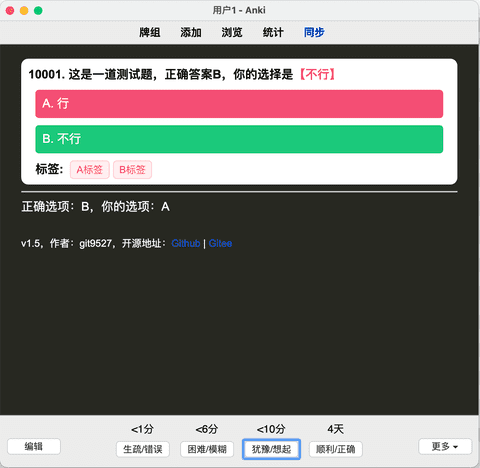 用户1 - Anki
牌组 添加 浏览 统计 同步
10001. 这是一道测试题，正确答案B，你的选择是【不行】
A. 行
B. 不行
标签: A标签 B标签
正确选项：B，你的选项：A
v1.5，作者：git9527，开源地址：Github | Gitee
<1分 <6分 <10分 4天
编辑 生疏/错误 困难/模糊 犹豫/想起 顺利/正确 更多